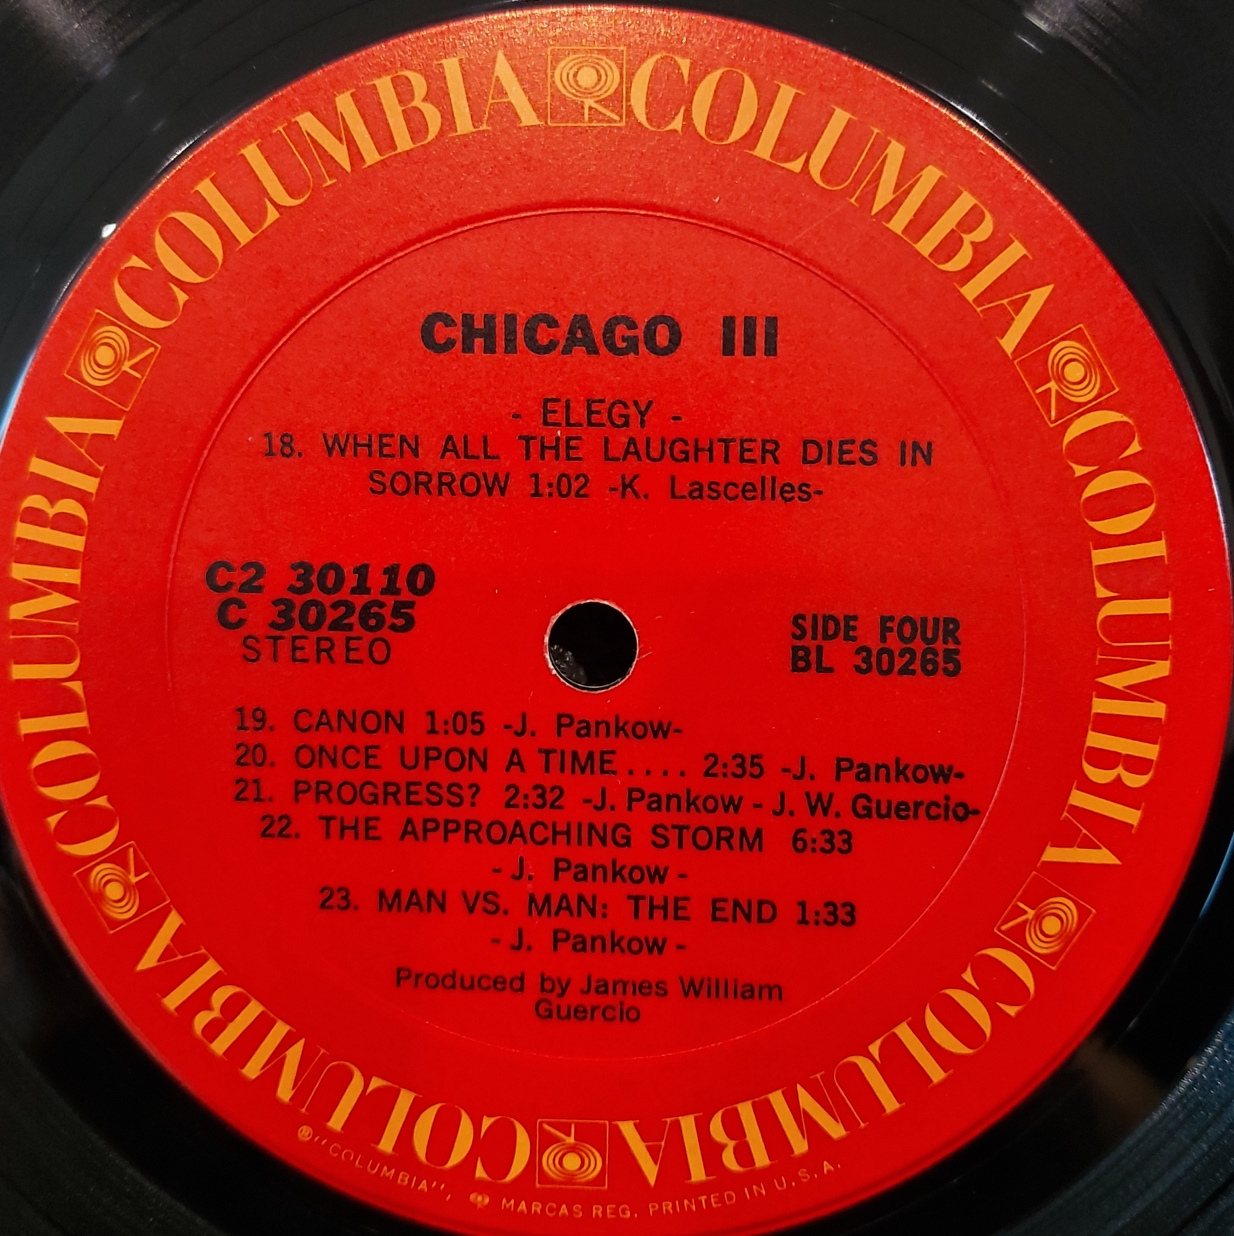 COLUMBIA COLUMBIA COLUMBIA COLUMBIA COLUMBIA COLUMBIA
CHICAGO III
- ELEGY -
18. WHEN ALL THE LAUGHTER DIES IN
SORROW 1:02 -K. Lascelles-
C2 30110
C 30265
STEREO
SIDE FOUR
BL 30265
19. CANON 1:05 -J. Pankow-
20. ONCE UPON A TIME .... 2:35 -J. Pankow-
21. PROGRESS? 2:32 -J. Pankow - J. W. Guercio-
22. THE APPROACHING STORM 6:33
- J. Pankow -
23. MAN VS. MAN: THE END 1:33
- J. Pankow -
Produced by James William
Guercio
® "COLUMBIA", MARCAS REG. PRINTED IN U.S.A.